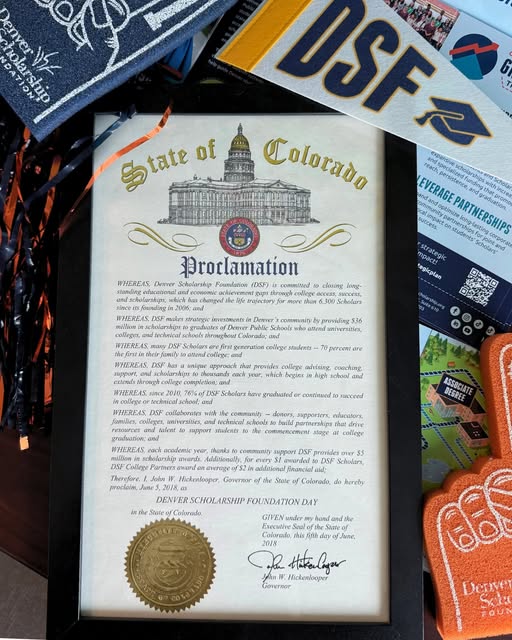 Denver
Scholarship
FOUNDATION
DSF
State of Colorado
Proclamation
WHEREAS, Denver Scholarship Foundation (DSF) is committed to closing long-
standing educational and economic achievement gaps through college access, success,
and scholarships, which has changed the life trajectory for more than 6,300 Scholars
since its founding in 2006; and
WHEREAS, DSF makes strategic investments in Denver's community by providing $36
million in scholarships to graduates of Denver Public Schools who attend universities,
colleges, and technical schools throughout Colorado; and
WHEREAS, many DSF Scholars are first generation college students -- 70 percent are
the first in their family to attend college; and
WHEREAS, DSF has a unique approach that provides college advising, coaching,
support, and scholarships to thousands each year, which begins in high school and
extends through college completion; and
WHEREAS, since 2010, 76% of DSF Scholars have graduated or continued to succeed
in college or technical school; and
WHEREAS, DSF collaborates with the community – donors, supporters, educators,
families, colleges, universities, and technical schools to build partnerships that drive
resources and talent to support students to the commencement stage at college
graduation; and
WHEREAS, each academic year, thanks to community support DSF provides over $5
million in scholarship awards. Additionally, for every $1 awarded to DSF Scholars,
DSF College Partners award an average of $2 in additional financial aid;
Therefore, I, John W. Hickenlooper, Governor of the State of Colorado, do hereby
proclaim, June 5, 2018, as
DENVER SCHOLARSHIP FOUNDATION DAY
in the State of Colorado.
GIVEN under my hand and the
Executive Seal of the State of
Colorado, this fifth day of June,
2018
John W. Hickenlooper
Governor
LEVERAGE PARTNERSHIPS
success.
strategic
impact!
ASSOCIATE
DEGREE
Denver